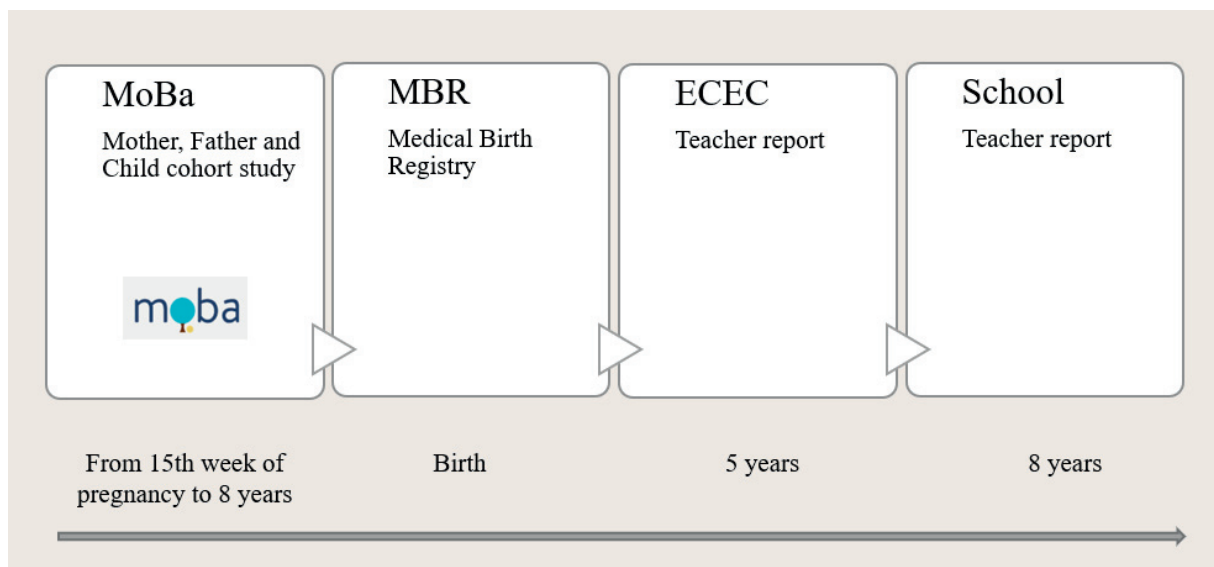 MoBa
Mother, Father and
Child cohort study
moba
MBR
Medical Birth
Registry
ECEC
Teacher report
School
Teacher report
From 15th week of
pregnancy to 8 years
Birth
5 years
8 years